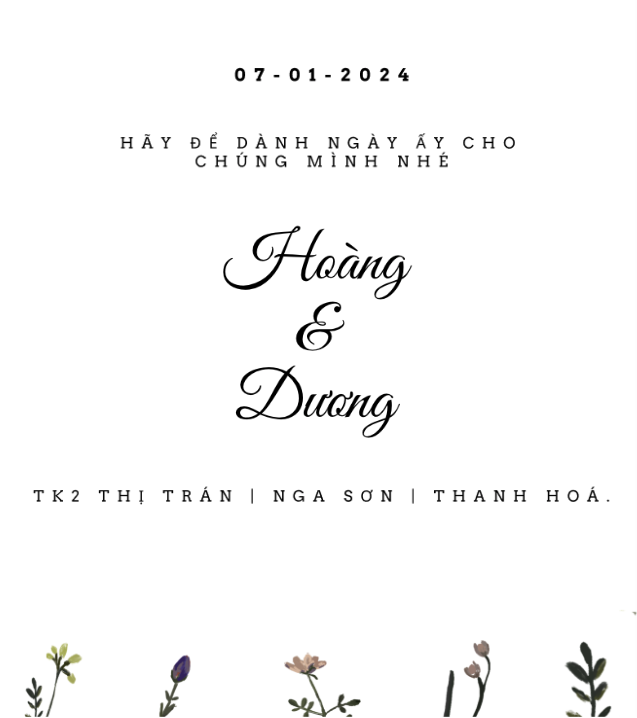 07-01-2024
HÃY ĐỂ DÀNH NGÀY ẤY CHO
CHÚNG MÌNH NHÉ
Hoàng
&
Dương
TK2 THỊ TRÁN | NGA SƠN | THANH HOÁ.